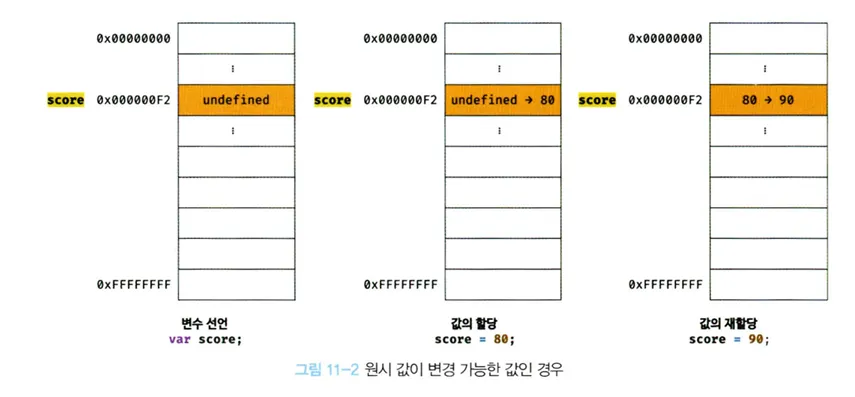 0x00000000 0x00000000 0x00000000
⋮ ⋮ ⋮
score 0x000000F2 undefined score 0x000000F2 undefined → 80 score 0x000000F2 80 → 90
⋮ ⋮ ⋮
0xFFFFFFFF 0xFFFFFFFF 0xFFFFFFFF
변수 선언 값의 할당 값의 재할당
var score; score = 80; score = 90;
그림 11-2 원시 값이 변경 가능한 값인 경우